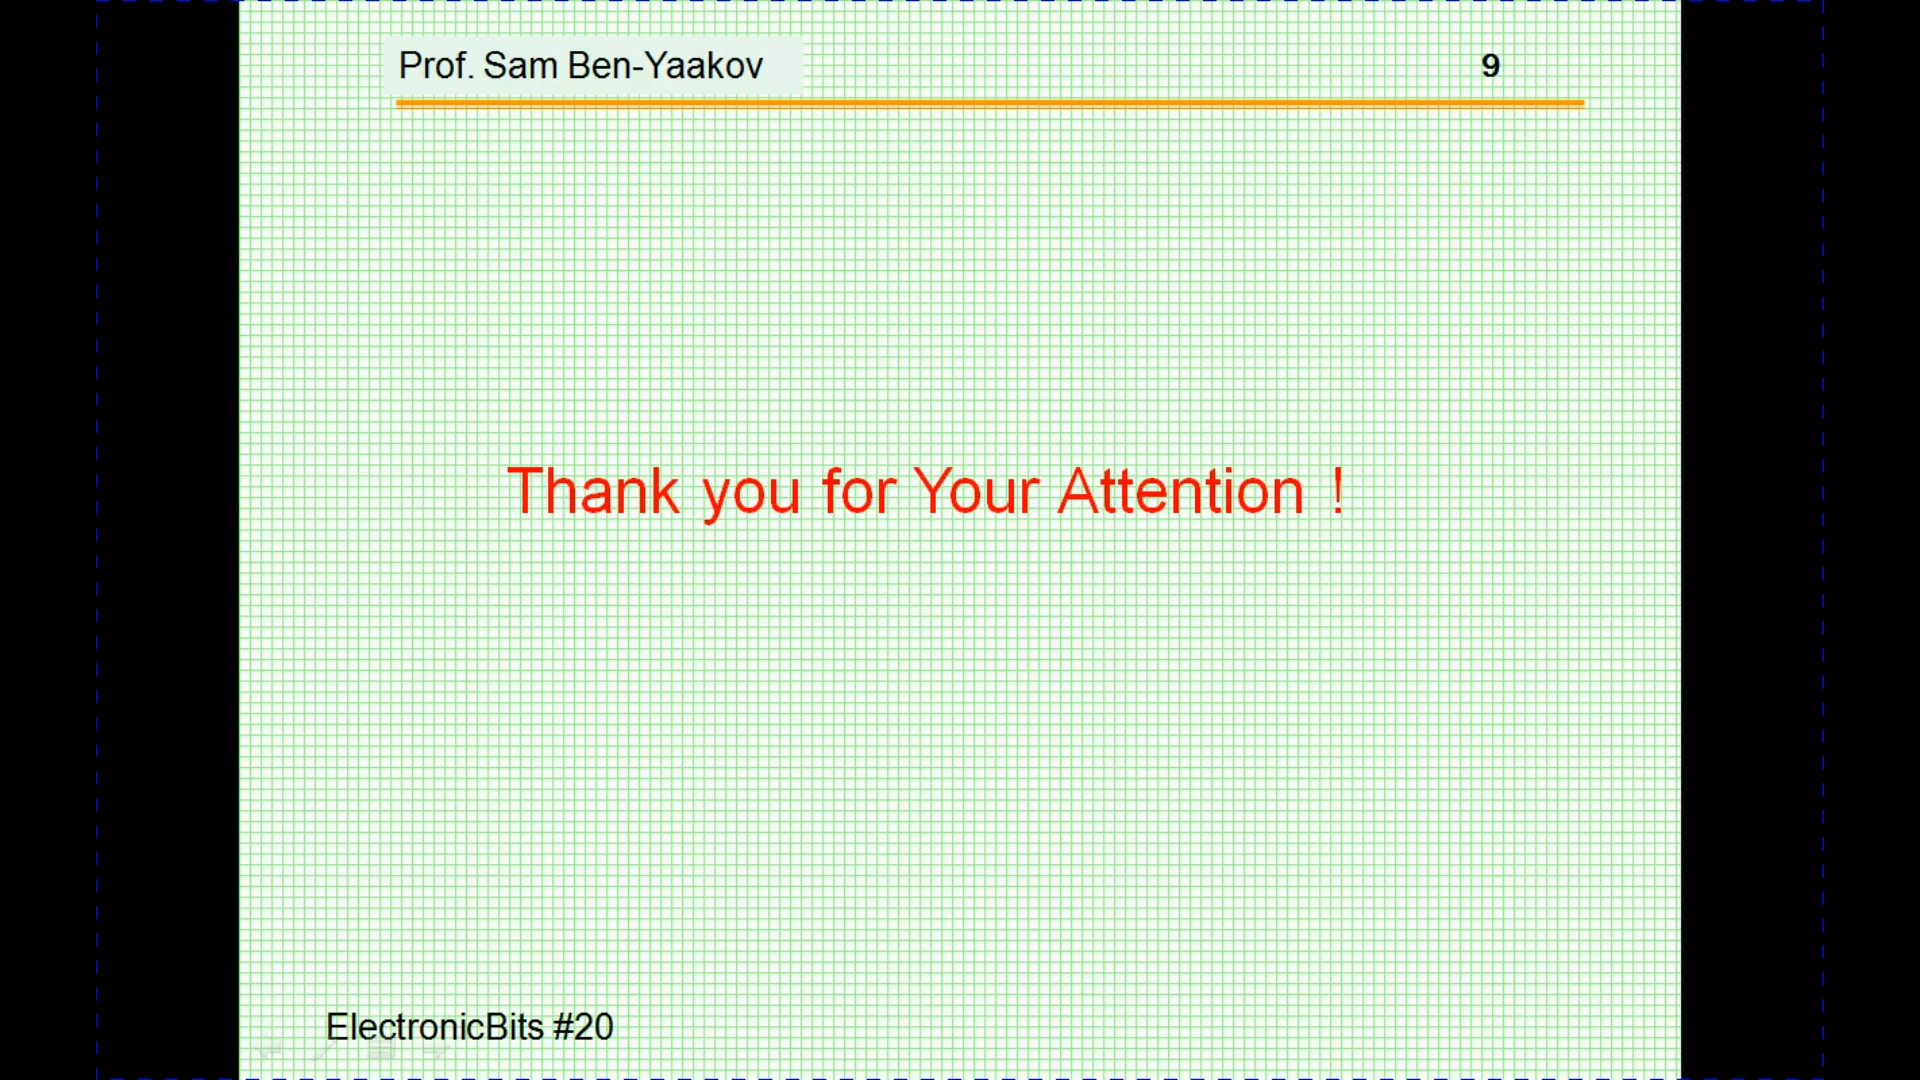 Prof. Sam Ben-Yaakov
9
Thank you for Your Attention !
ElectronicBits #20